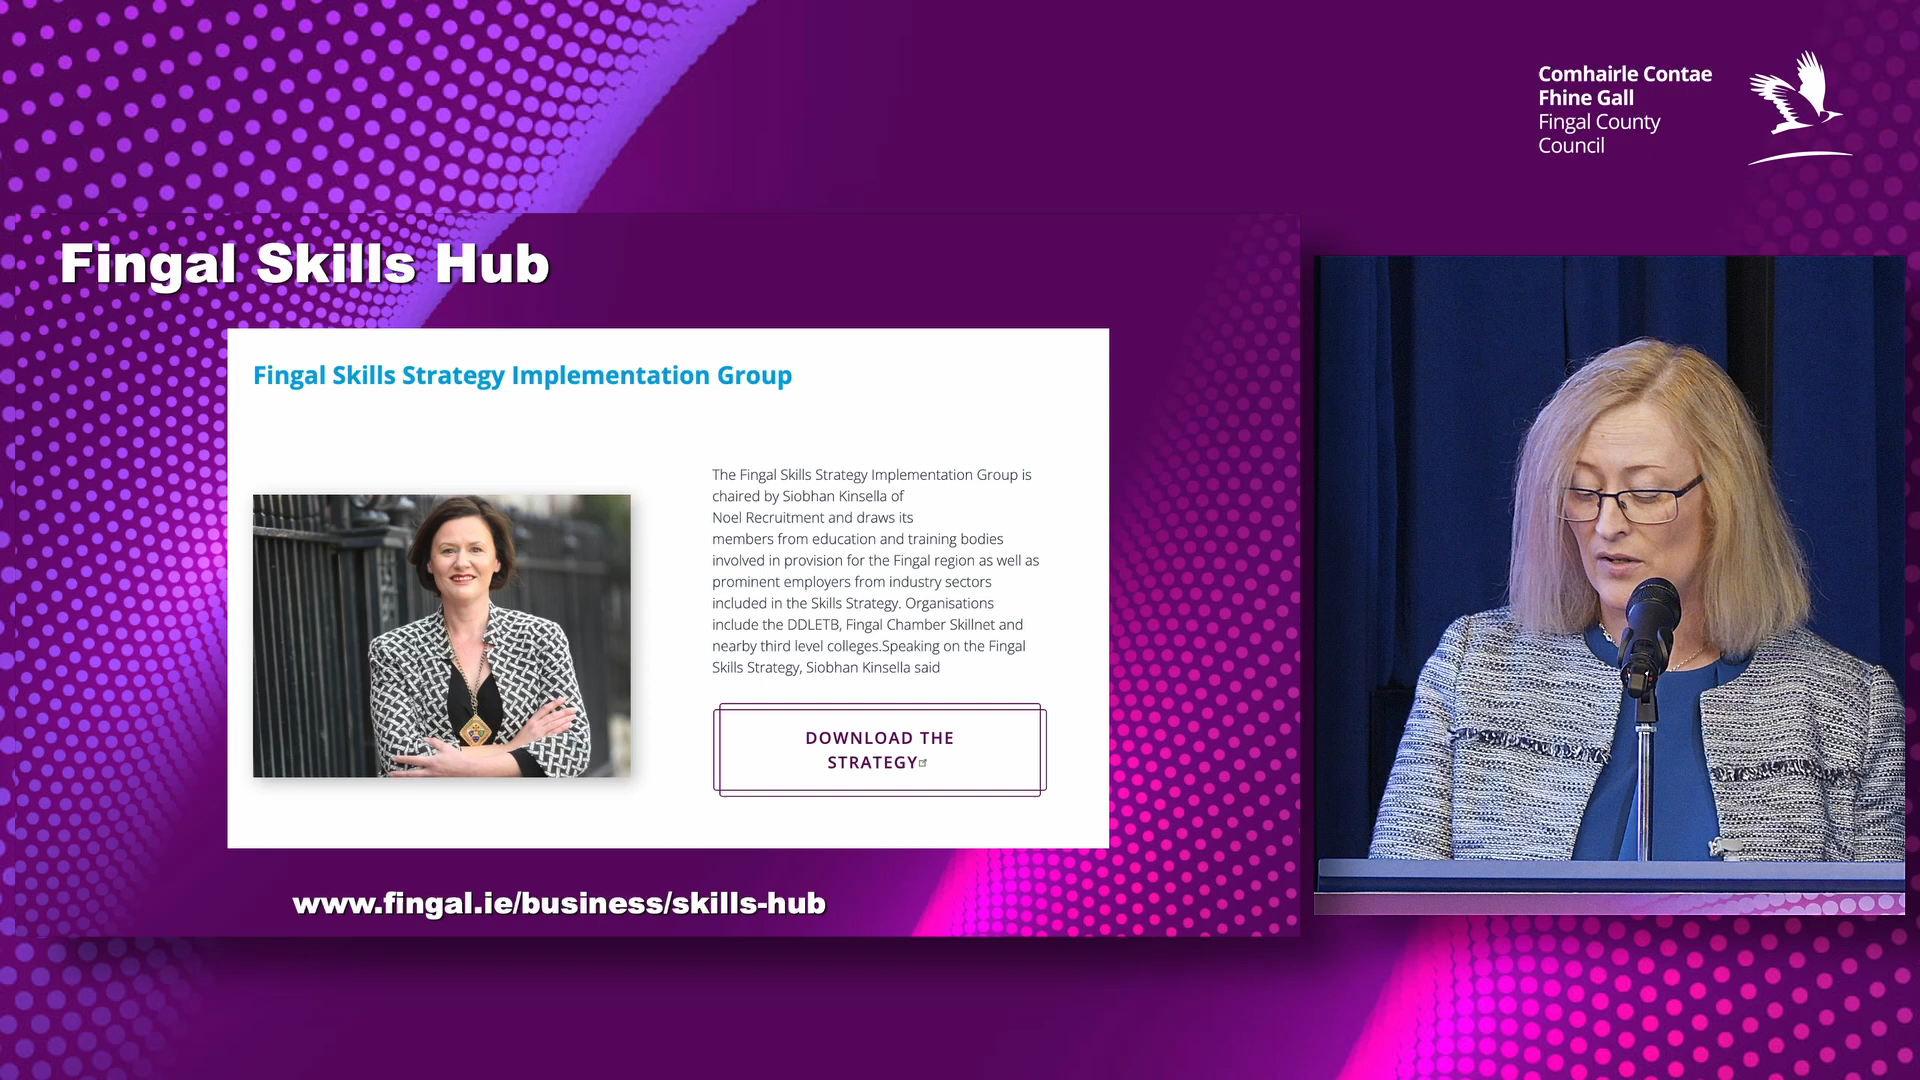 Comhairle Contae
Fhine Gall
Fingal County
Council
Fingal Skills Hub
Fingal Skills Strategy Implementation Group
The Fingal Skills Strategy Implementation Group is
chaired by Siobhan Kinsella of
Noel Recruitment and draws its
members from education and training bodies
involved in provision for the Fingal region as well as
prominent employers from industry sectors
included in the Skills Strategy. Organisations
include the DDLETB, Fingal Chamber Skillnet and
nearby third level colleges.Speaking on the Fingal
Skills Strategy, Siobhan Kinsella said
DOWNLOAD THE
STRATEGY
www.fingal.ie/business/skills-hub